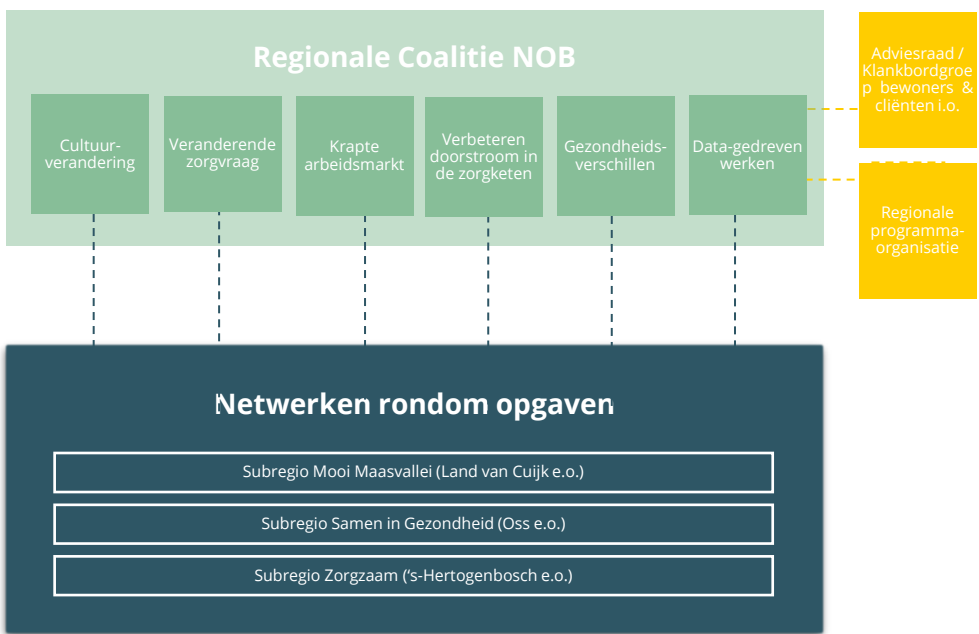 Regionale Coalitie NOB
Cultuur-
verandering
Veranderende
zorgvraag
Krapte
arbeidsmarkt
Verbeteren
doorstroom in
de zorgketen
Gezondheids-
verschillen
Data-gedreven
werken
Adviesraad /
Klankbordgroe
p bewoners &
cliënten i.o.
Regionale
programma-
organisatie
Netwerken rondom opgaven
Subregio Mooi Maasvallei (Land van Cuijk e.o.)
Subregio Samen in Gezondheid (Oss e.o.)
Subregio Zorgzaam (‘s-Hertogenbosch e.o.)